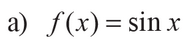 a) f(x) = sin x